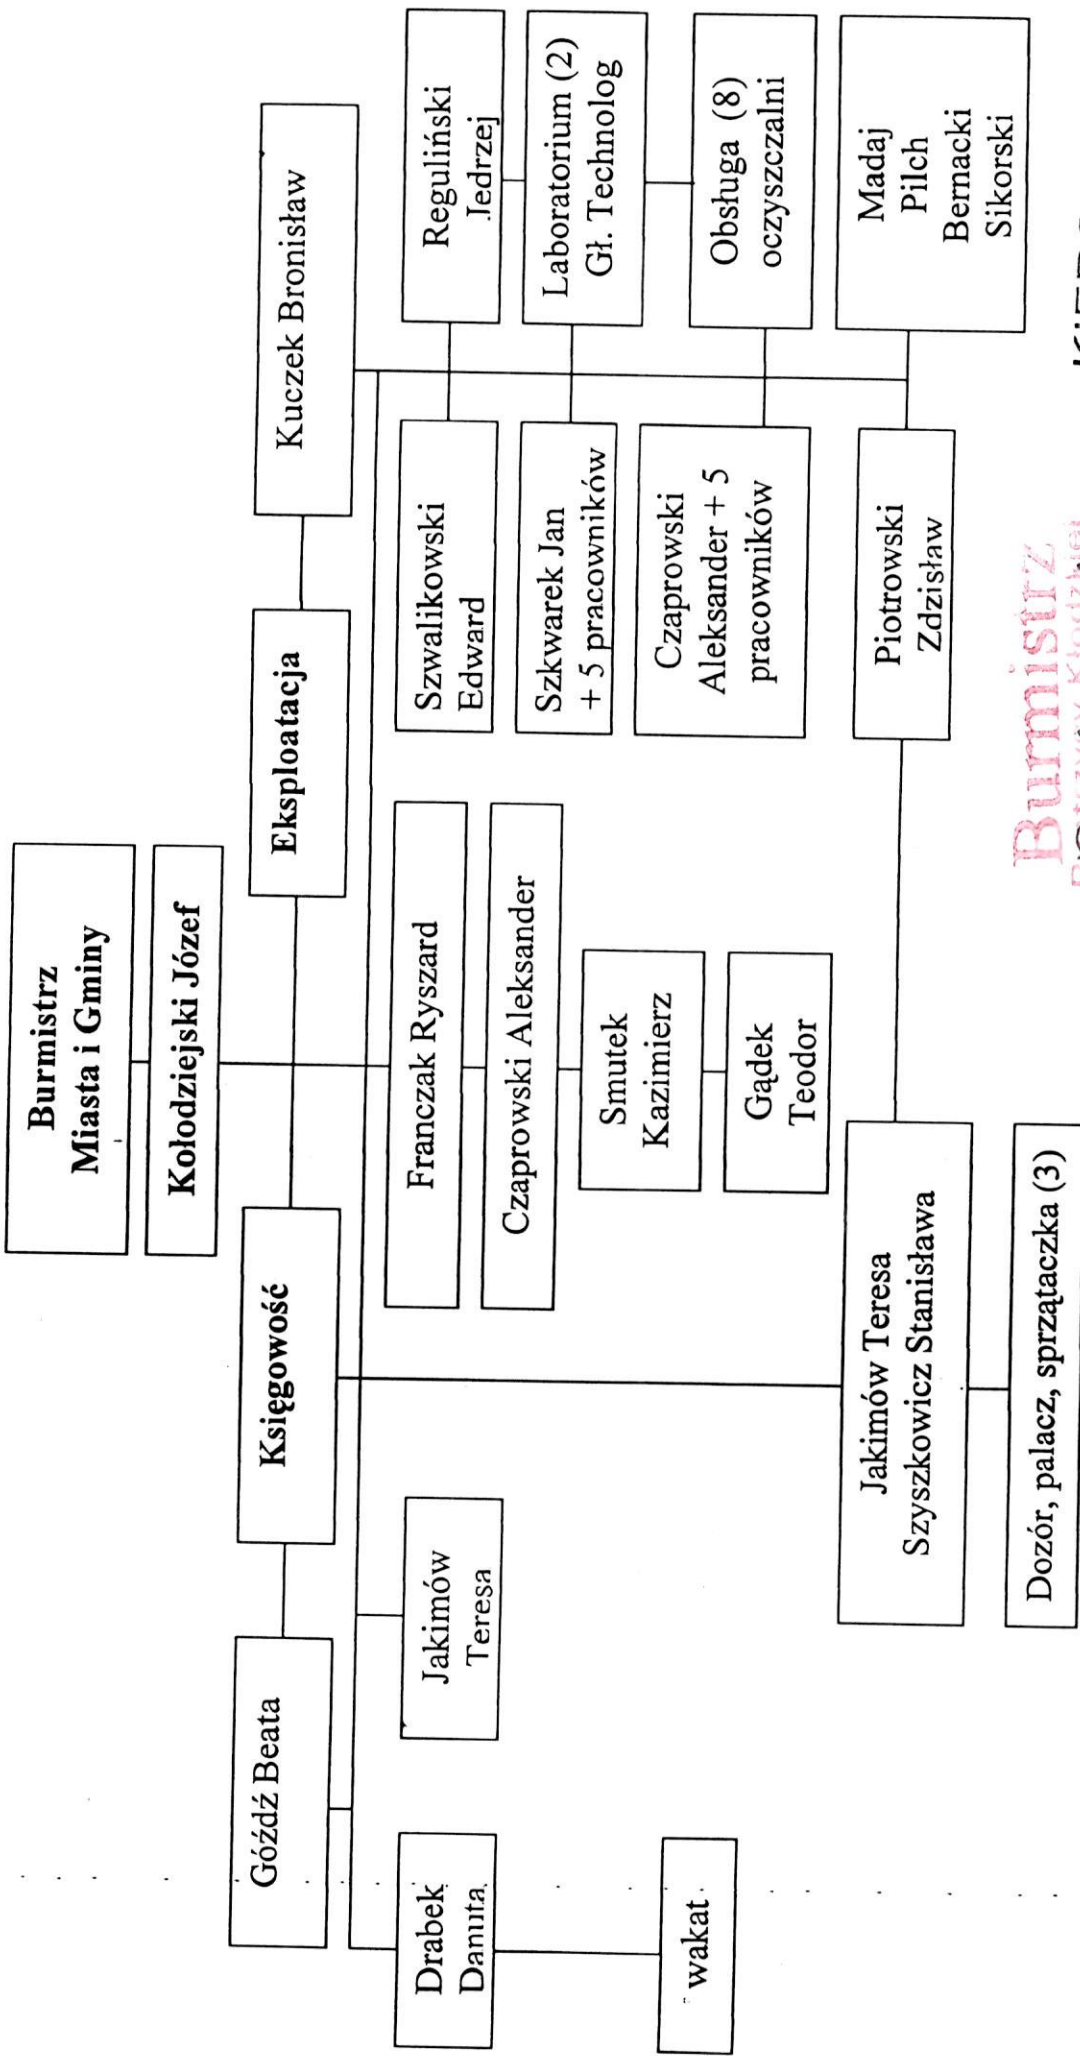 Burmistrz
Miasta i Gminy
Kołodziejski Józef
Góźdź Beata
Księgowość
Eksploatacja
Kuczek Bronisław
Drabek
Danuta
wakat
Jakimów
Teresa
Franczak Ryszard
Czaprowski Aleksander
Smutek
Kazimierz
Gądek
Teodor
Szwalikowski
Edward
Szkwarek Jan
+ 5 pracowników
Czaprowski
Aleksander + 5
pracowników
Piotrowski
Zdzisław
Reguliński
Jedrzej
Laboratorium (2)
Gł. Technolog
Obsługa (8)
oczyszczalni
Madaj
Pilch
Bernacki
Sikorski
Jakimów Teresa
Szyszkowicz Stanisława
Dozór, palacz, sprzątaczka (3)
Burmistrz